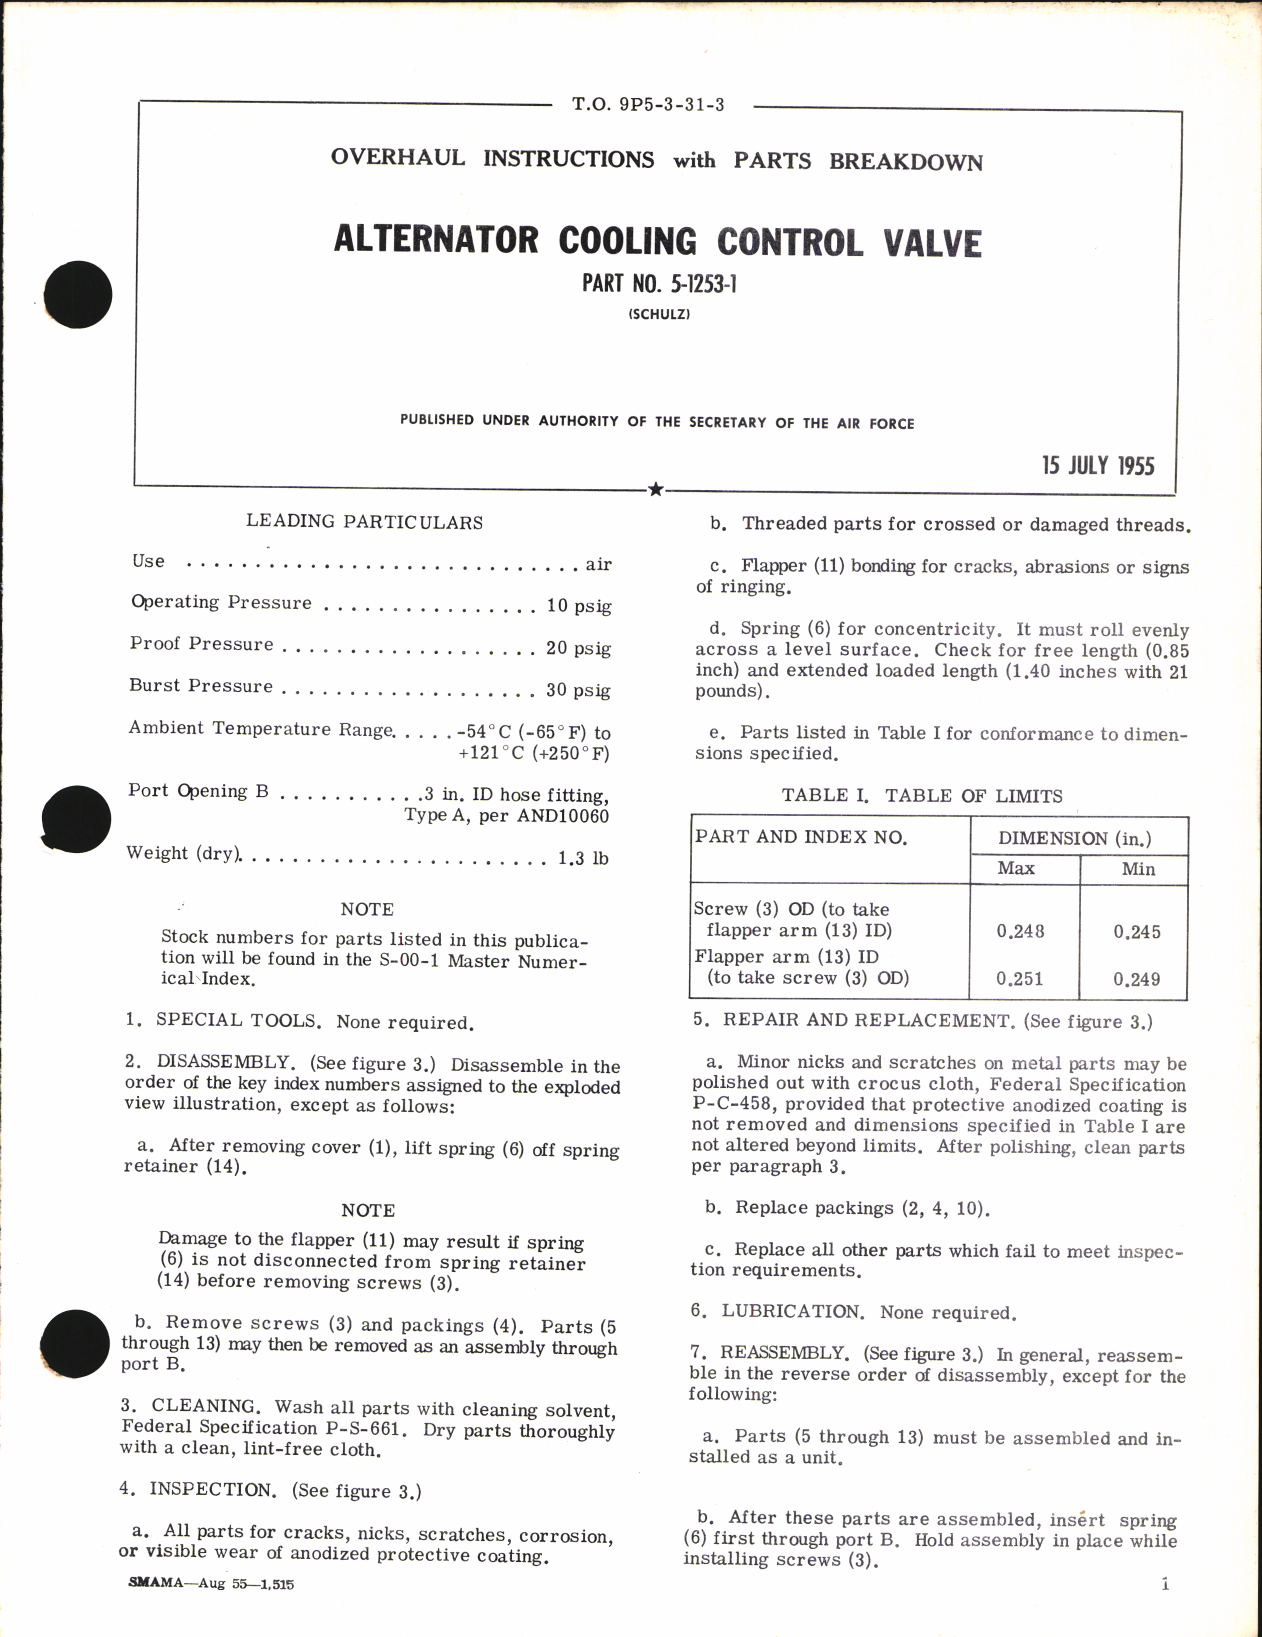 T.O. 9P5-3-31-3
OVERHAUL INSTRUCTIONS with PARTS BREAKDOWN
ALTERNATOR COOLING CONTROL VALVE
PART NO. 5-1253-1
(SCHULZ)
PUBLISHED UNDER AUTHORITY OF THE SECRETARY OF THE AIR FORCE
15 JULY 1955
LEADING PARTICULARS
Use . . . . . . . . . . . . . . . . . . . . . . . . . . . . . air
Operating Pressure . . . . . . . . . . . . . . . . 10 psig
Proof Pressure . . . . . . . . . . . . . . . . . . . 20 psig
Burst Pressure . . . . . . . . . . . . . . . . . . . 30 psig
Ambient Temperature Range. . . . . -54°C (-65°F) to
+121°C (+250°F)
Port Opening B . . . . . . . . . . .3 in. ID hose fitting,
Type A, per AND10060
Weight (dry). . . . . . . . . . . . . . . . . . . . . . . 1.3 lb
NOTE
Stock numbers for parts listed in this publica-
tion will be found in the S-00-1 Master Numer-
ical Index.
1. SPECIAL TOOLS. None required.
2. DISASSEMBLY. (See figure 3.) Disassemble in the
order of the key index numbers assigned to the exploded
view illustration, except as follows:
a. After removing cover (1), lift spring (6) off spring
retainer (14).
NOTE
Damage to the flapper (11) may result if spring
(6) is not disconnected from spring retainer
(14) before removing screws (3).
b. Remove screws (3) and packings (4). Parts (5
through 13) may then be removed as an assembly through
port B.
3. CLEANING. Wash all parts with cleaning solvent,
Federal Specification P-S-661. Dry parts thoroughly
with a clean, lint-free cloth.
4. INSPECTION. (See figure 3.)
a. All parts for cracks, nicks, scratches, corrosion,
or visible wear of anodized protective coating.
b. Threaded parts for crossed or damaged threads.
c. Flapper (11) bonding for cracks, abrasions or signs
of ringing.
d. Spring (6) for concentricity. It must roll evenly
across a level surface. Check for free length (0.85
inch) and extended loaded length (1.40 inches with 21
pounds).
e. Parts listed in Table I for conformance to dimen-
sions specified.
TABLE I. TABLE OF LIMITS
PART AND INDEX NO. DIMENSION (in.)
Max Min
Screw (3) OD (to take
flapper arm (13) ID) 0.248 0.245
Flapper arm (13) ID
(to take screw (3) OD) 0.251 0.249
5. REPAIR AND REPLACEMENT. (See figure 3.)
a. Minor nicks and scratches on metal parts may be
polished out with crocus cloth, Federal Specification
P-C-458, provided that protective anodized coating is
not removed and dimensions specified in Table I are
not altered beyond limits. After polishing, clean parts
per paragraph 3.
b. Replace packings (2, 4, 10).
c. Replace all other parts which fail to meet inspec-
tion requirements.
6. LUBRICATION. None required.
7. REASSEMBLY. (See figure 3.) In general, reassem-
ble in the reverse order of disassembly, except for the
following:
a. Parts (5 through 13) must be assembled and in-
stalled as a unit.
b. After these parts are assembled, insert spring
(6) first through port B. Hold assembly in place while
installing screws (3).
SMAMA—Aug 55—1,515
1